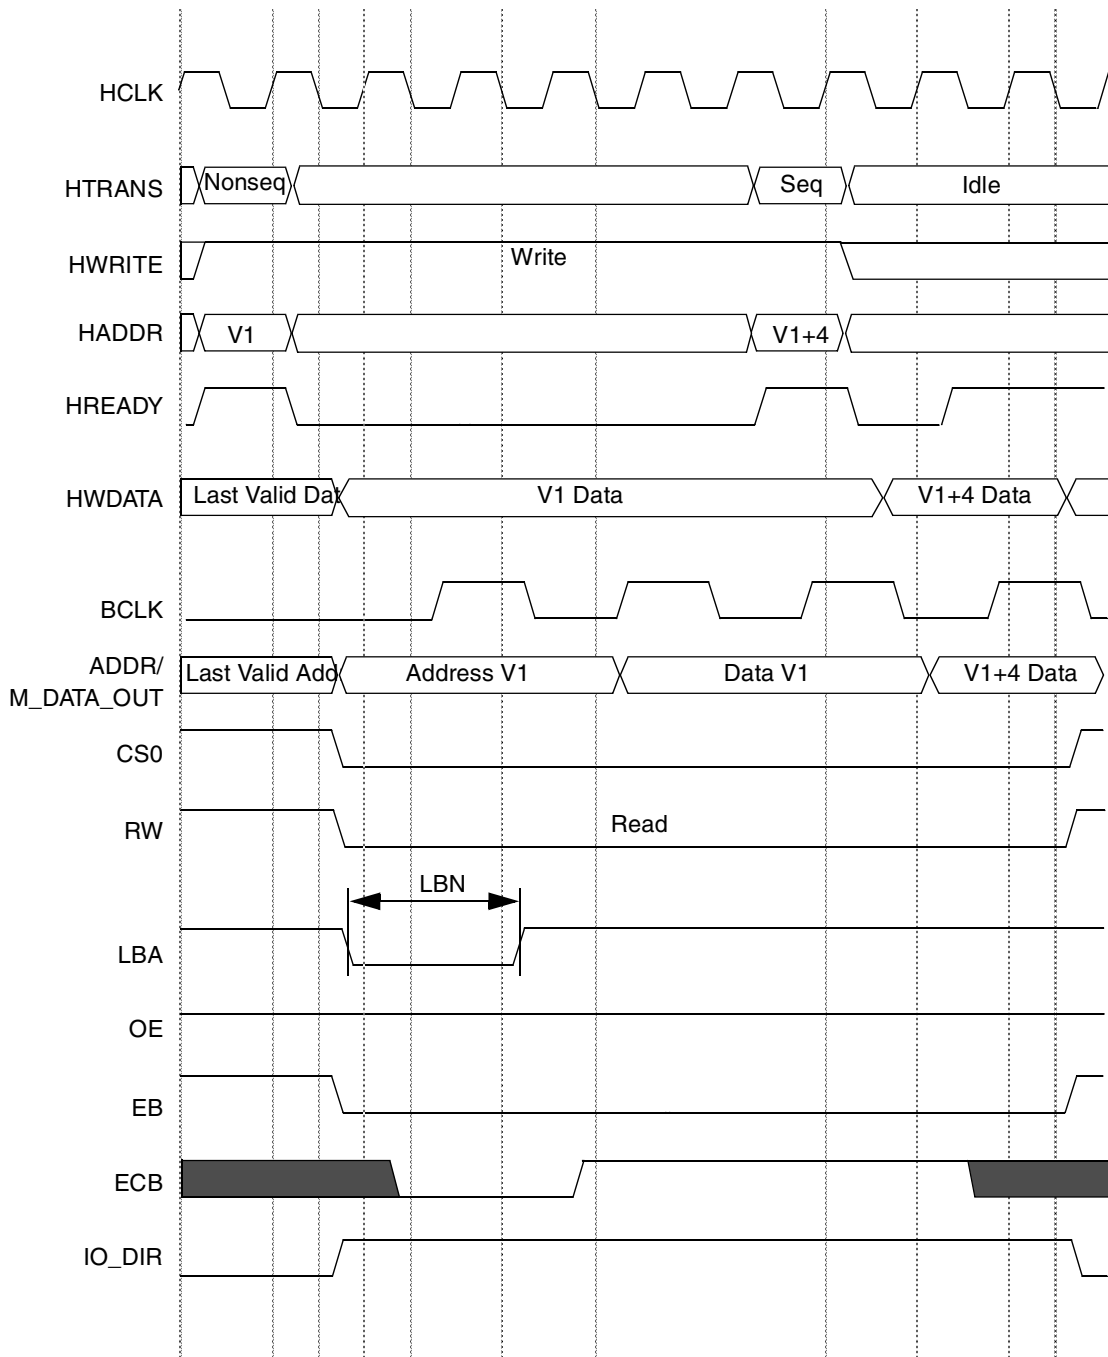 HCLK
HTRANS Nonseq Seq Idle
HWRITE Write
HADDR V1 V1+4
HREADY
HWDATA Last Valid Dat V1 Data V1+4 Data
BCLK
ADDR/
M_DATA_OUT Last Valid Add Address V1 Data V1 V1+4 Data
CS0
RW Read
LBN
LBA
OE
EB
ECB
IO_DIR